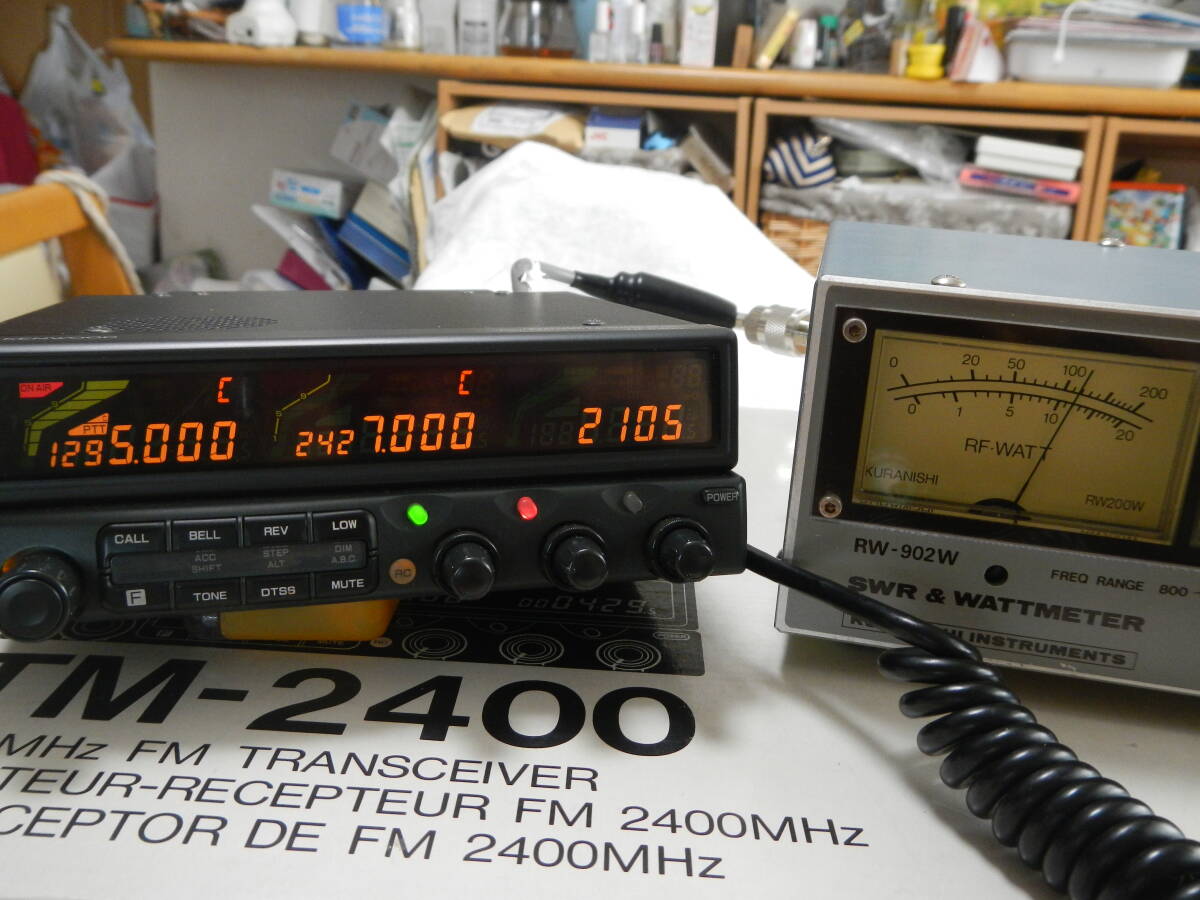 KENWOOD
ON AIR
C
C
PTT
1295.000
2427.000
2105
POWER
CALL
BELL
REV
LOW
ACC
SHIFT
STEP
ALT
DIM
A.B.C
F
TONE
DTSS
MUTE
RC
0 20 50 100 200
0 1 5 10 20
RF-WATT
KURANISHI
RW200W
RW-902W
FREQ RANGE 800
SWR & WATTMETER
INSTRUMENTS
TM-2400
MHz FM TRANSCEIVER
TEUR-RECEPTEUR FM 2400MHz
CEPTOR DE FM 2400MHz